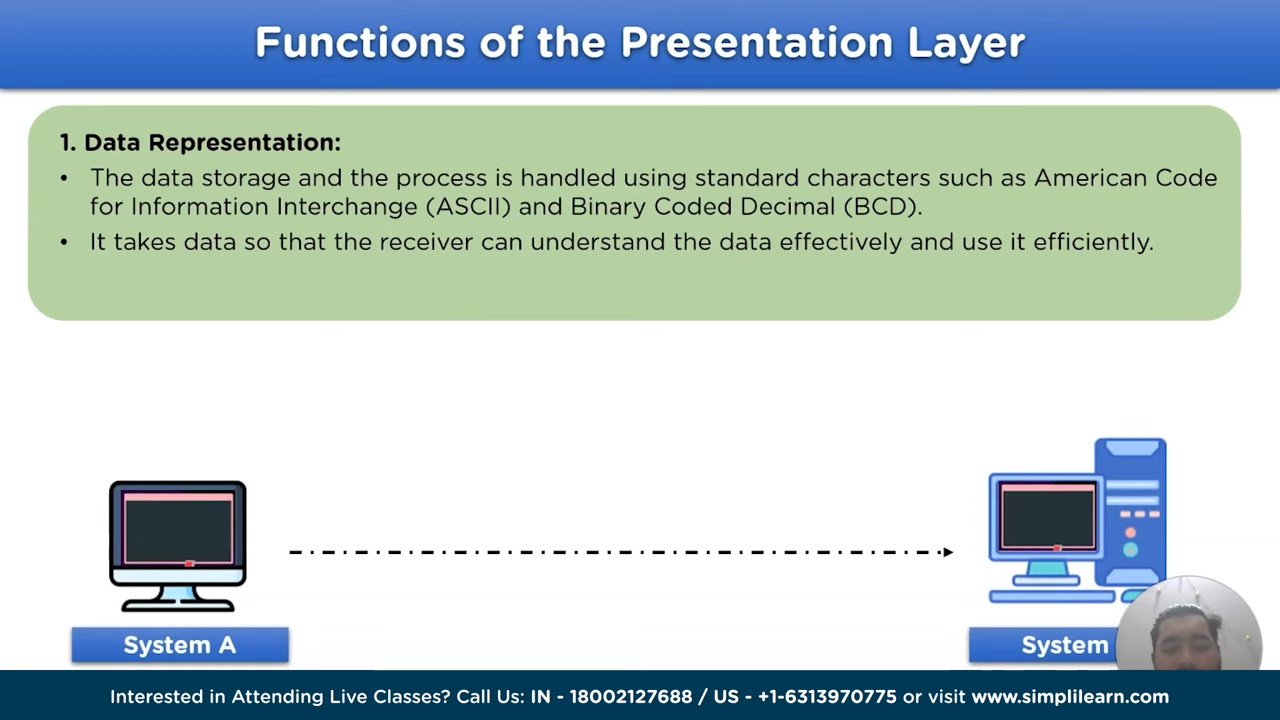 Functions of the Presentation Layer
1. Data Representation:
• The data storage and the process is handled using standard characters such as American Code
for Information Interchange (ASCII) and Binary Coded Decimal (BCD).
• It takes data so that the receiver can understand the data effectively and use it efficiently.
System A
System
Interested in Attending Live Classes? Call Us: IN - 18002127688 / US - +1-6313970775 or visit www.simplilearn.com